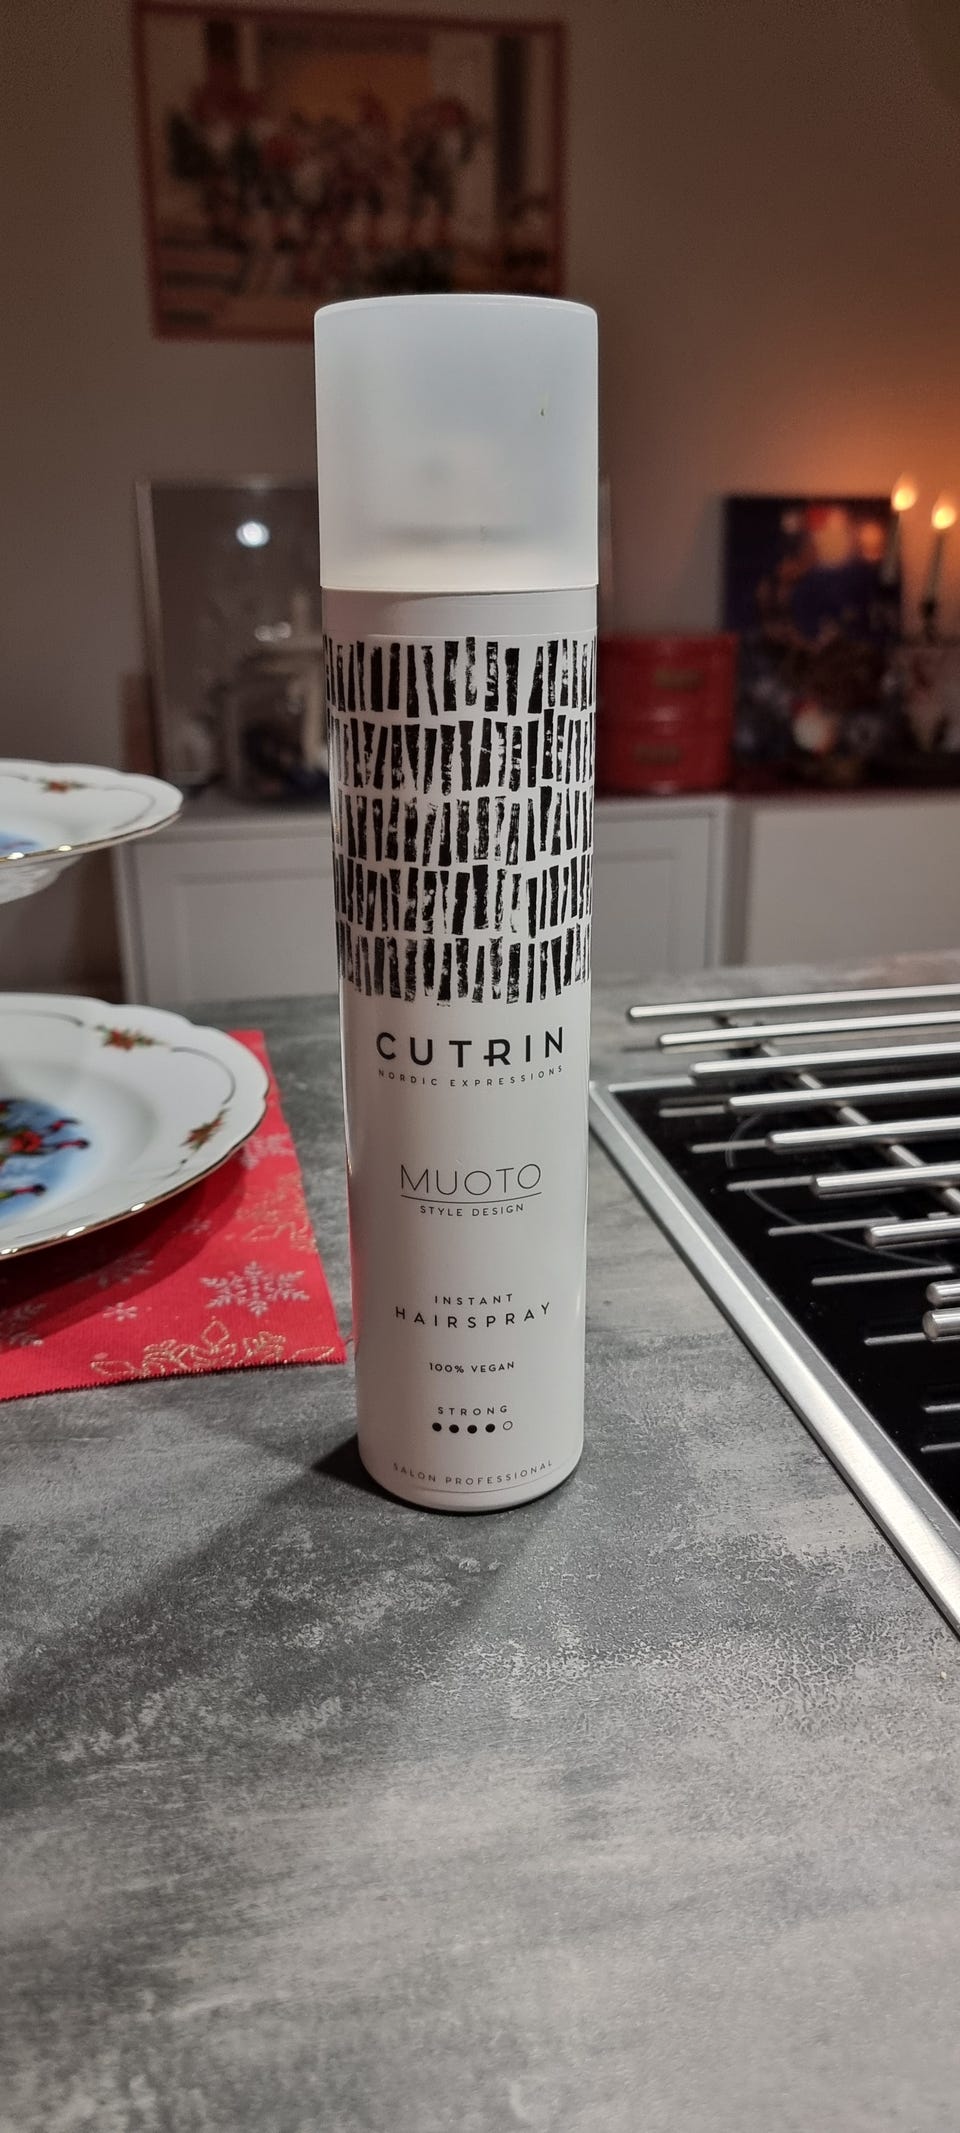 CUTRIN
NORDIC EXPRESSIONS
MUOTO
STYLE DESIGN
INSTANT
HAIRSPRAY
100% VEGAN
STRONG
SALON PROFESSIONAL